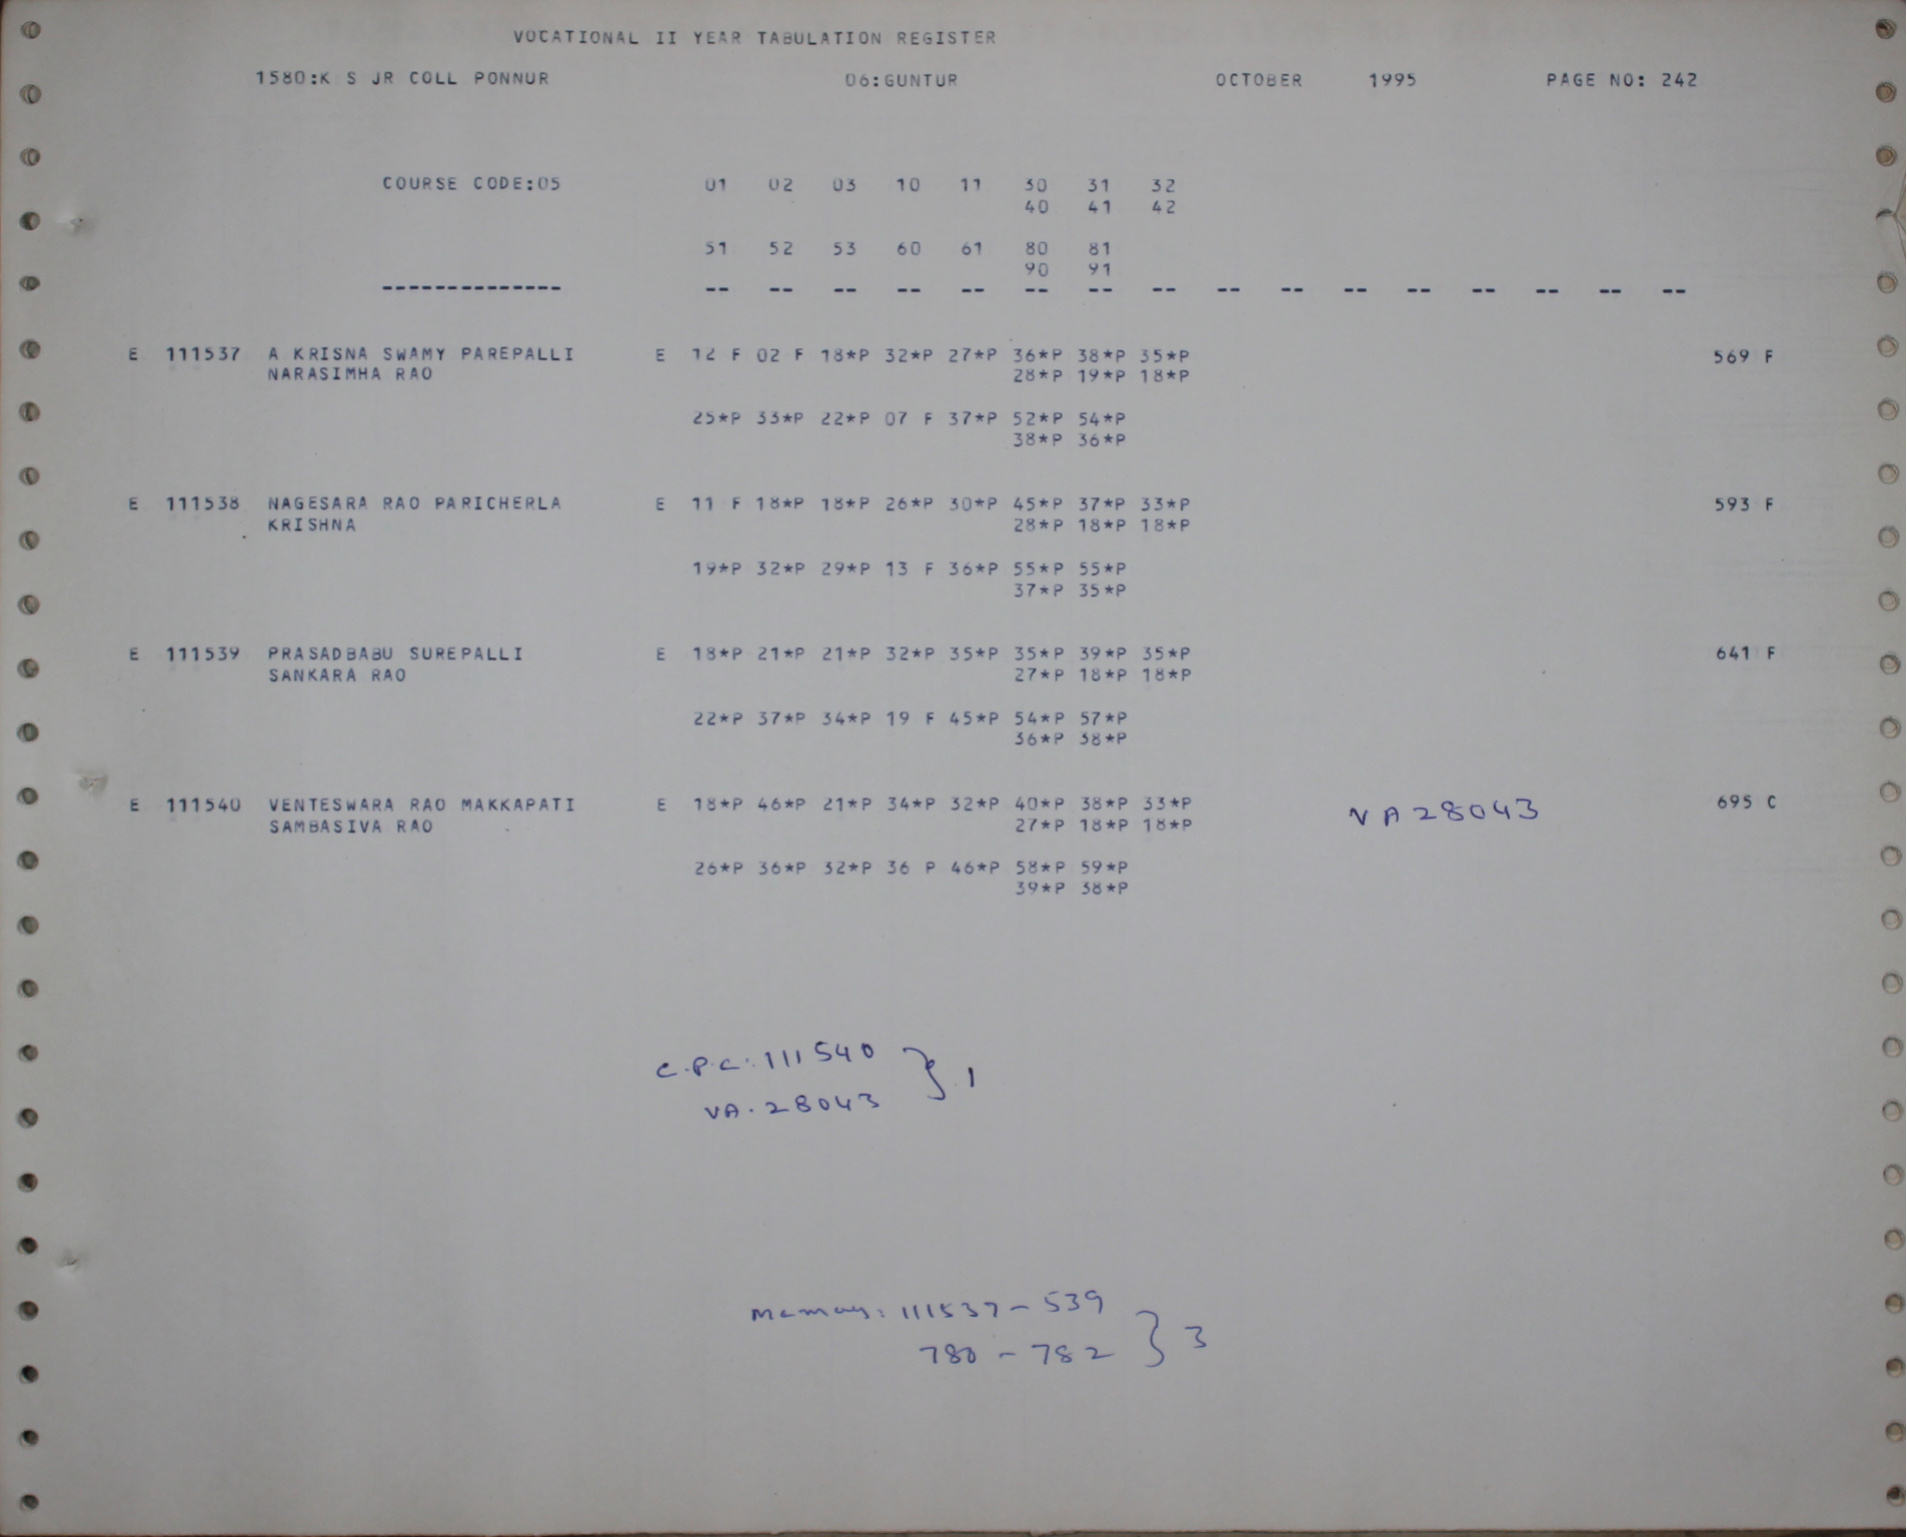 VOCATIONAL II YEAR TABULATION REGISTER
1580:K S JR COLL PONNUR 06:GUNTUR OCTOBER 1995 PAGE NO: 242
COURSE CODE:05 01 02 03 10 11 30 31 32
40 41 42
51 52 53 60 61 80 81
90 91
-------------- -- -- -- -- -- -- -- -- -- -- -- -- -- -- -- --
E 111537 A KRISNA SWAMY PAREPALLI E 12 F 02 F 18*P 32*P 27*P 36*P 38*P 35*P 569 F
NARASIMHA RAO 28*P 19*P 18*P
25*P 33*P 22*P 07 F 37*P 52*P 54*P
38*P 36*P
E 111538 NAGESARA RAO PARICHERLA E 11 F 18*P 18*P 26*P 30*P 45*P 37*P 33*P 593 F
KRISHNA 28*P 18*P 18*P
19*P 32*P 29*P 13 F 36*P 55*P 55*P
37*P 35*P
E 111539 PRASADBABU SUREPALLI E 18*P 21*P 21*P 32*P 35*P 35*P 39*P 35*P 641 F
SANKARA RAO 27*P 18*P 18*P
22*P 37*P 34*P 19 F 45*P 54*P 57*P
36*P 38*P
E 111540 VENTESWARA RAO MAKKAPATI E 18*P 46*P 21*P 34*P 32*P 40*P 38*P 33*P VA28043 695 C
SAMBASIVA RAO 27*P 18*P 18*P
26*P 36*P 32*P 36 P 46*P 58*P 59*P
39*P 38*P
C.P.C: 111540 } 1
VA. 28043
111537 - 539
780 - 782 } 3